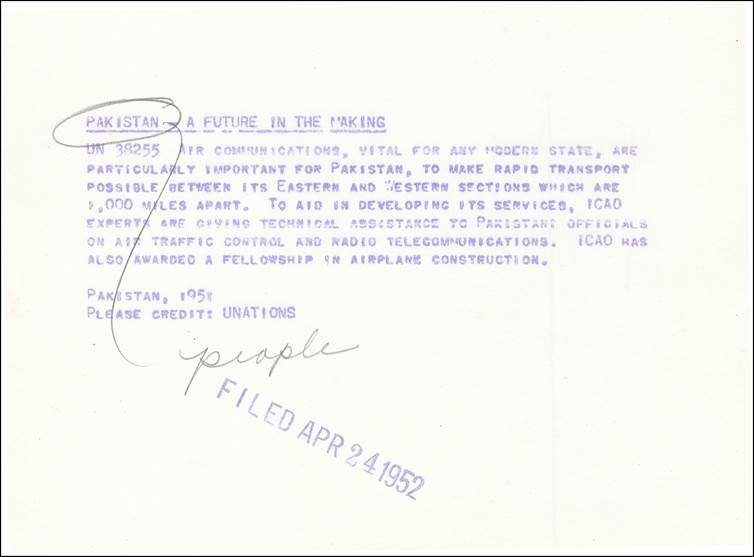 PAKISTAN - A FUTURE IN THE MAKING
UN 38255 AIR COMMUNICATIONS, VITAL FOR ANY MODERN STATE, ARE
PARTICULARLY IMPORTANT FOR PAKISTAN, TO MAKE RAPID TRANSPORT
POSSIBLE BETWEEN ITS EASTERN AND WESTERN SECTIONS WHICH ARE
1,000 MILES APART. TO AID IN DEVELOPING ITS SERVICES, ICAO
EXPERTS ARE GIVING TECHNICAL ASSISTANCE TO PAKISTANI OFFICIALS
ON AIR TRAFFIC CONTROL AND RADIO TELECOMMUNICATIONS. ICAO HAS
ALSO AWARDED A FELLOWSHIP IN AIRPLANE CONSTRUCTION.
PAKISTAN, 1951
PLEASE CREDIT: UNATIONS
people
FILED APR 24 1952